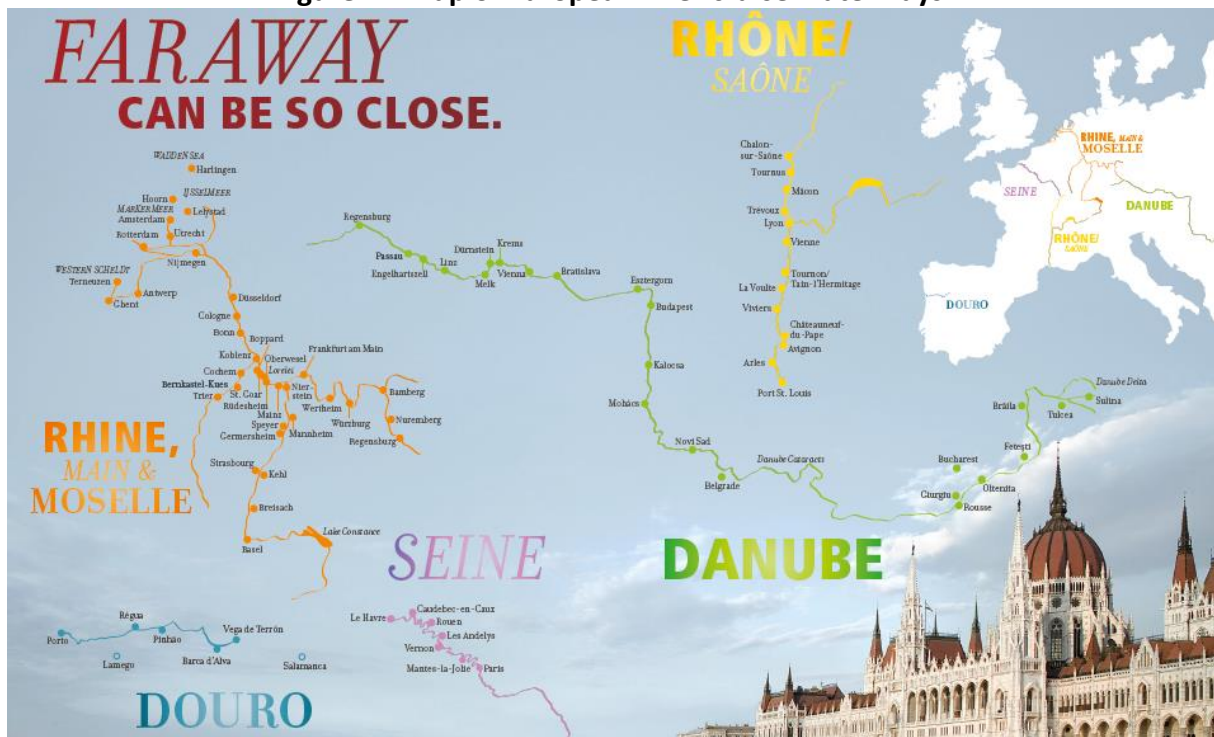 FARAWAY
CAN BE SO CLOSE.
RHÔNE/
SAÔNE
WADDEN SEA
Harlingen
IJSSELMEER
Hoorn
Lelystad
MARKERMEER
Amsterdam
Utrecht
Rotterdam
Nijmegen
WESTERN SCHELDT
Terneuzen
Antwerp
Ghent
Düsseldorf
Cologne
Bonn
Boppard
Koblenz
Oberwesel
Frankfurt am Main
Cochem
Loreley
Bernkastel-Kues
St. Goar
Nier-
stein
Trier
Rüdesheim
Wertheim
Bamberg
Mainz
Würzburg
Nuremberg
Speyer
Germersheim
Mannheim
Regensburg
Strasbourg
Kehl
Breisach
Basel
Lake Constance
RHINE,
MAIN &
MOSELLE
Regensburg
Passau
Engelhartszell
Linz
Dürnstein
Krems
Melk
Vienna
Bratislava
Esztergom
Budapest
Kalocsa
Mohács
Novi Sad
Belgrade
Danube Cataracts
Bucharest
Giurgiu
Rousse
Oltenita
Feteşti
Brăila
Tulcea
Danube Delta
Sulina
DANUBE
Chalon-
sur-Saône
Tournus
Mâcon
Trévoux
Lyon
Vienne
Tournon/
Tain-l'Hermitage
La Voulte
Viviers
Châteauneuf-
du-Pape
Avignon
Arles
Port St. Louis
RHINE, MAIN &
MOSELLE
SEINE
DANUBE
RHÔNE/
SAÔNE
DOURO
SEINE
Le Havre
Caudebec-en-Caux
Rouen
Les Andelys
Vernon
Mantes-la-Jolie
Paris
Porto
Régua
Pinhão
Vega de Terrón
Barca d'Alva
Lamego
Salamanca
DOURO